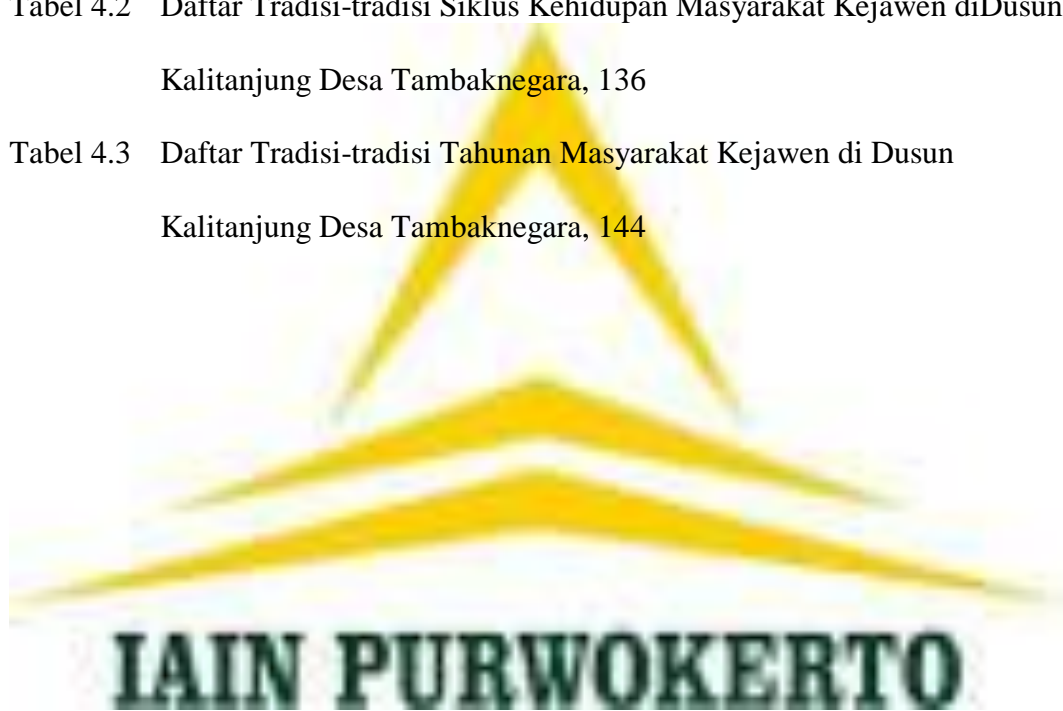 Tabel 4.2 Daftar Tradisi-tradisi Siklus Kehidupan Masyarakat Kejawen diDusun
Kalitanjung Desa Tambaknegara, 136
Tabel 4.3 Daftar Tradisi-tradisi Tahunan Masyarakat Kejawen di Dusun
Kalitanjung Desa Tambaknegara, 144
IAIN PURWOKERTO